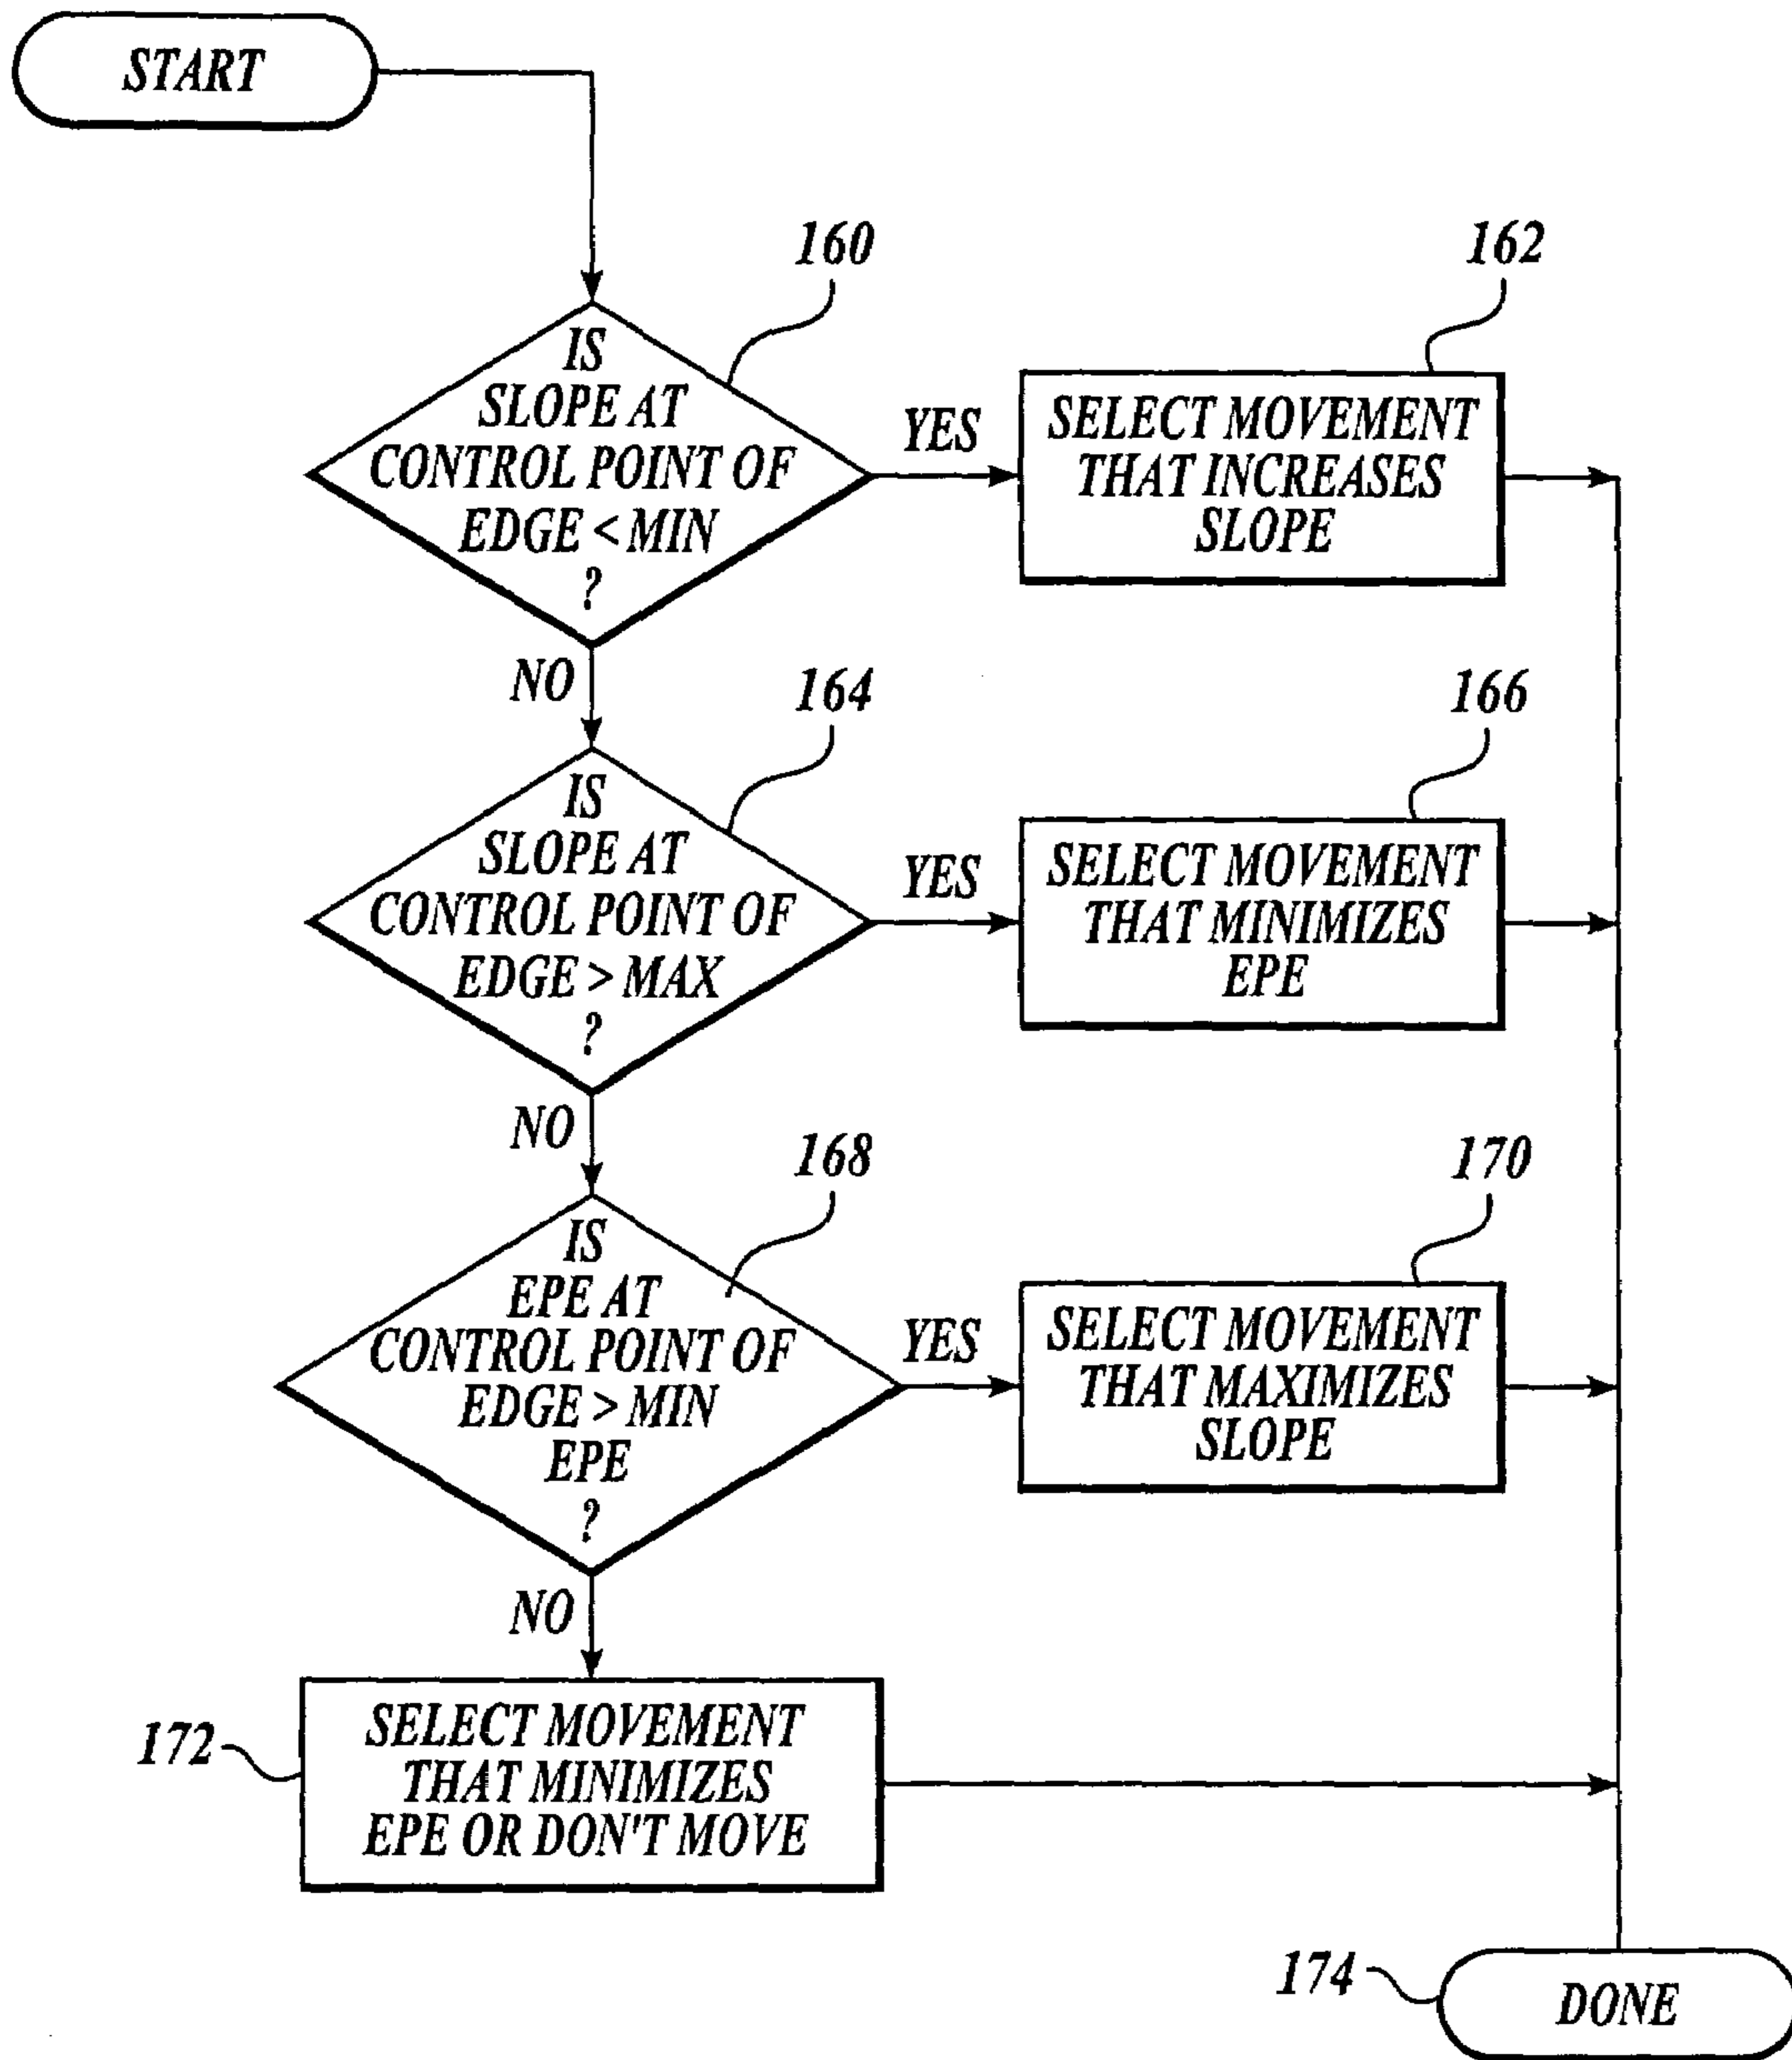 START
160
IS
SLOPE AT
CONTROL POINT OF
EDGE < MIN
?
YES
162
SELECT MOVEMENT
THAT INCREASES
SLOPE
NO
164
IS
SLOPE AT
CONTROL POINT OF
EDGE > MAX
?
YES
166
SELECT MOVEMENT
THAT MINIMIZES
EPE
NO
168
IS
EPE AT
CONTROL POINT OF
EDGE > MIN
EPE
?
YES
170
SELECT MOVEMENT
THAT MAXIMIZES
SLOPE
NO
172
SELECT MOVEMENT
THAT MINIMIZES
EPE OR DON'T MOVE
174
DONE